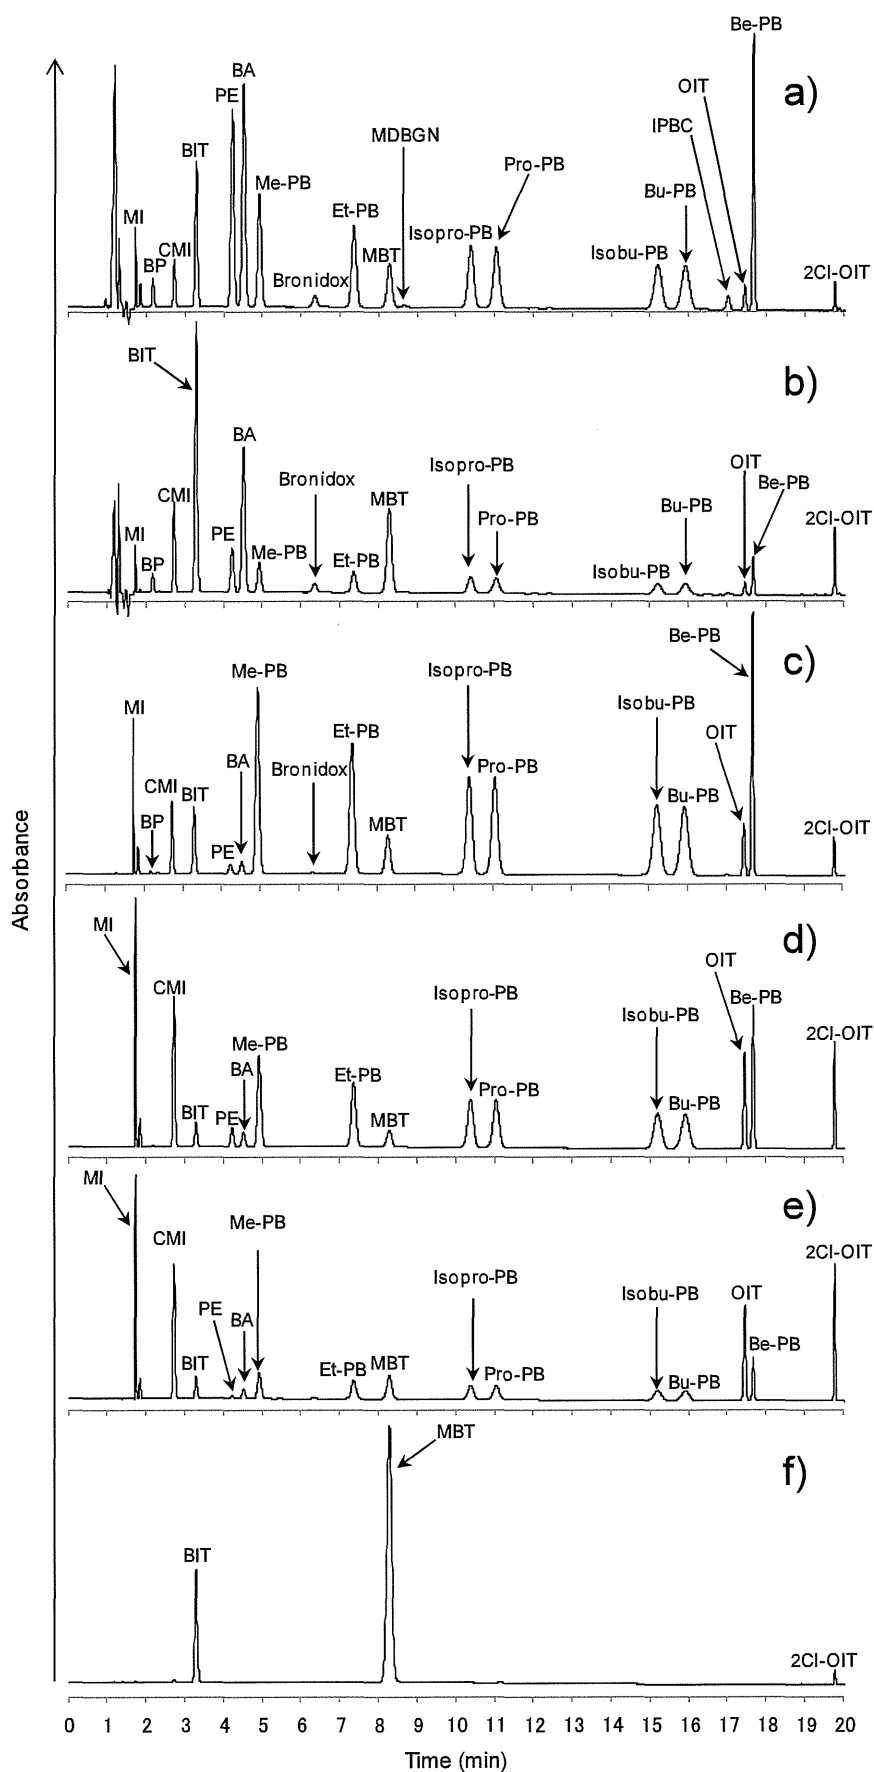 Absorbance
a)
Be-PB
OIT
BA
PE
IPBC
MDBGN
BIT
Pro-PB
Me-PB
Bu-PB
Et-PB
MI
Isopro-PB
CMI
MBT
Isobu-PB
BP
Bronidox
2Cl-OIT
b)
BIT
BA
OIT
Isopro-PB
Bronidox
Be-PB
CMI
MBT
Bu-PB
Pro-PB
2Cl-OIT
MI
PE
Me-PB
Et-PB
BP
Isobu-PB
c)
Be-PB
Me-PB
Isopro-PB
Isobu-PB
MI
Et-PB
OIT
BA
Bronidox
Pro-PB
CMI
BIT
Bu-PB
BP
MBT
2Cl-OIT
PE
d)
MI
OIT
CMI
Isopro-PB
Be-PB
Isobu-PB
2Cl-OIT
Me-PB
BA
Et-PB
Pro-PB
BIT
PE
MBT
Bu-PB
e)
MI
Me-PB
CMI
2Cl-OIT
Isopro-PB
Isobu-PB
OIT
PE
BA
Be-PB
BIT
Et-PB
MBT
Pro-PB
Bu-PB
f)
MBT
BIT
2Cl-OIT
0 1 2 3 4 5 6 7 8 9 10 11 12 13 14 15 16 17 18 19 20
Time (min)